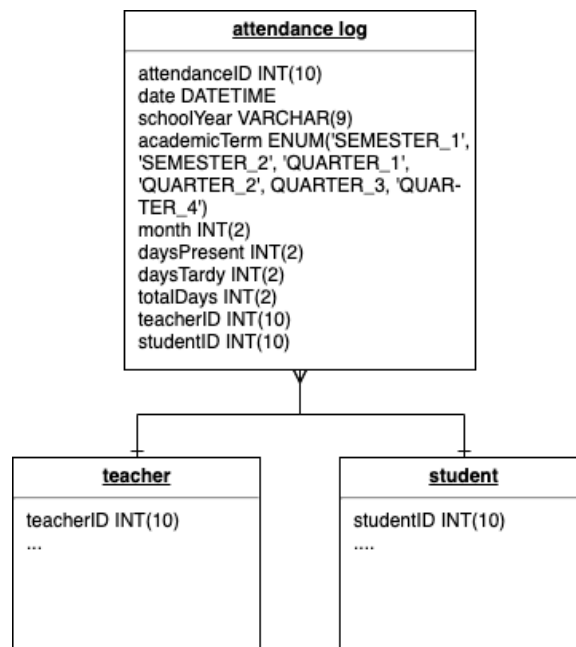 attendance log
attendanceID INT(10)
date DATETIME
schoolYear VARCHAR(9)
academicTerm ENUM('SEMESTER_1',
'SEMESTER_2', 'QUARTER_1',
'QUARTER_2', QUARTER_3, 'QUAR-
TER_4')
month INT(2)
daysPresent INT(2)
daysTardy INT(2)
totalDays INT(2)
teacherID INT(10)
studentID INT(10)
teacher
teacherID INT(10)
...
student
studentID INT(10)
....